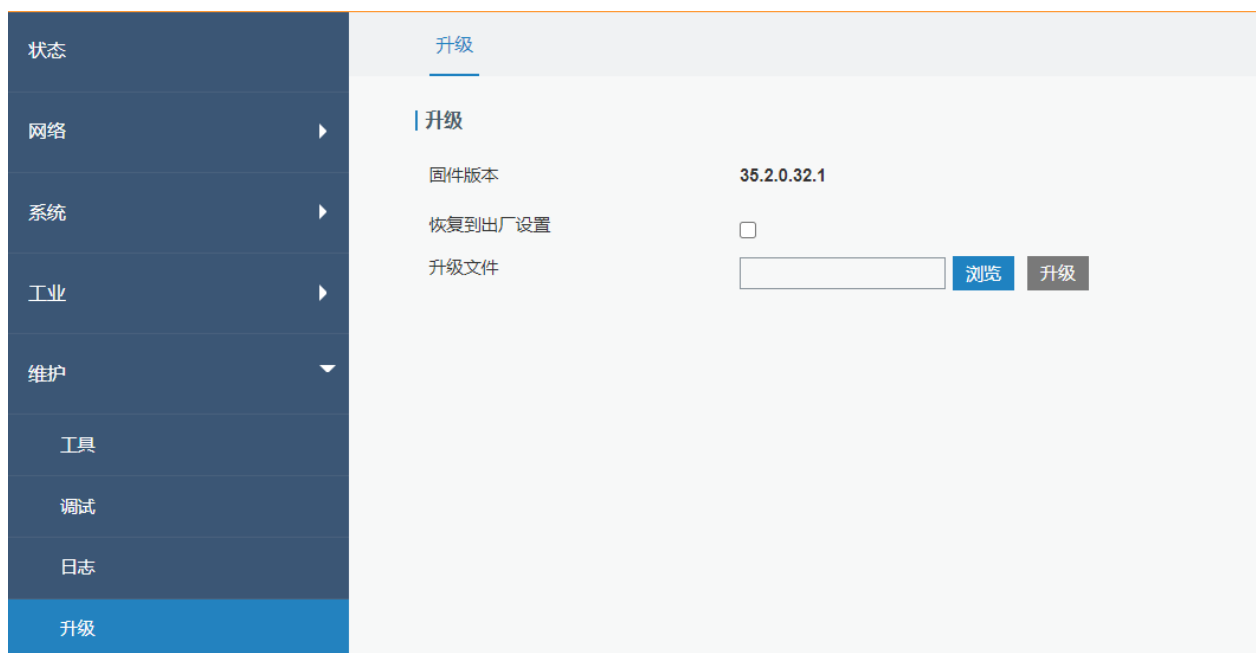 状态
网络
系统
工业
维护
工具
调试
日志
升级
升级
升级
固件版本 35.2.0.32.1
恢复到出厂设置
升级文件 浏览 升级